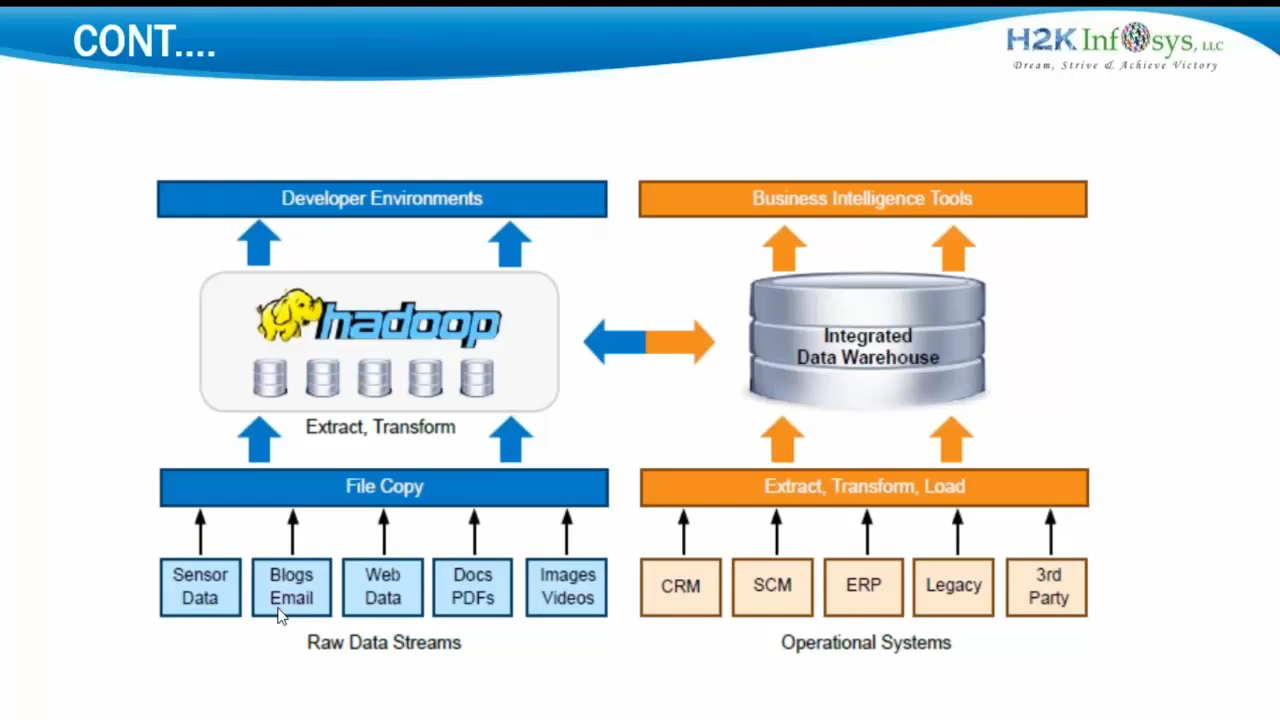 CONT....
H2K Infosys, LLC
Dream, Strive & Achieve Victory
Developer Environments
Business Intelligence Tools
hadoop
Integrated
Data Warehouse
Extract, Transform
File Copy
Extract, Transform, Load
Sensor
Data
Blogs
Email
Web
Data
Docs
PDFs
Images
Videos
CRM
SCM
ERP
Legacy
3rd
Party
Raw Data Streams
Operational Systems